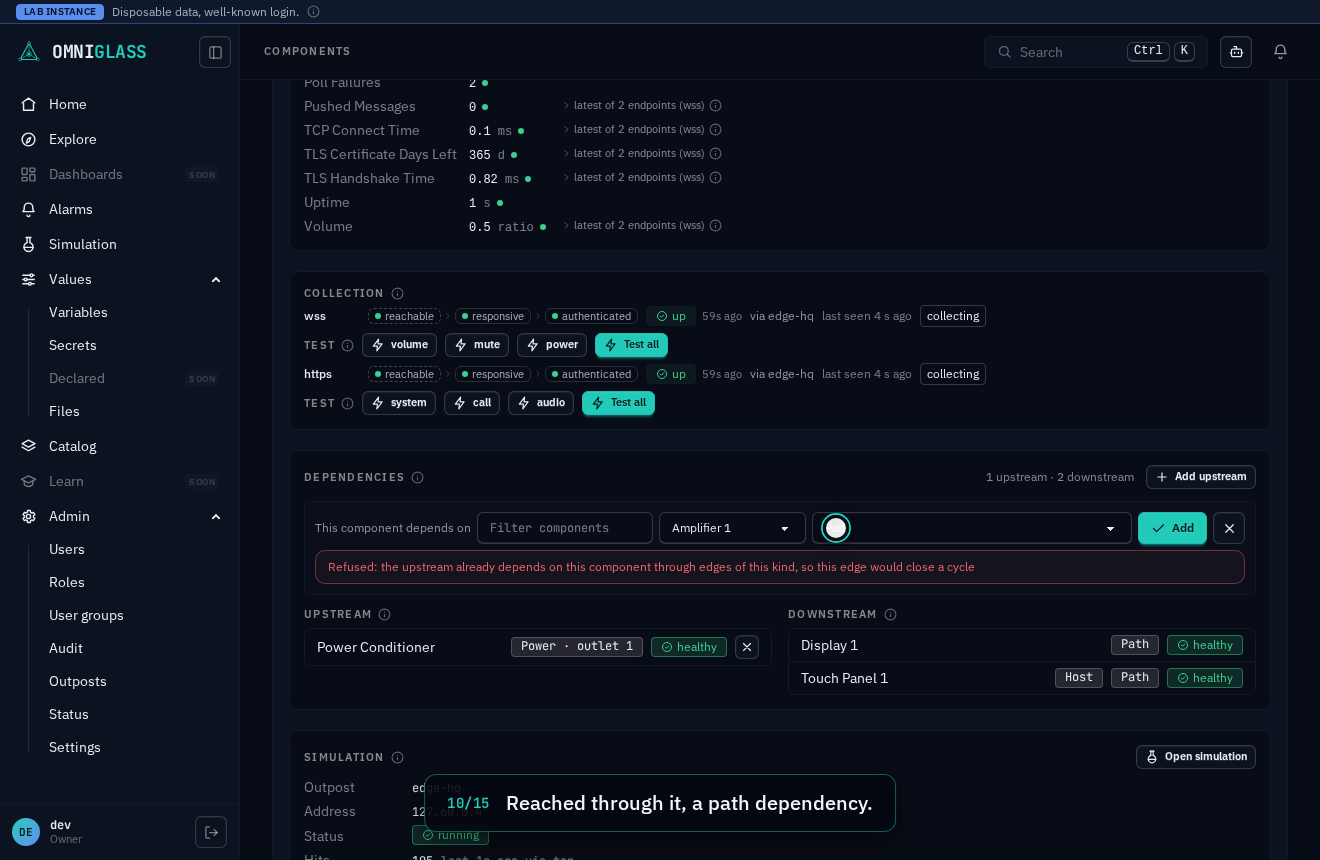 LAB INSTANCE Disposable data, well-known login.
OMNIGLASS
COMPONENTS
Search Ctrl K
Home
Explore
Dashboards SOON
Alarms
Simulation
Values
Variables
Secrets
Declared SOON
Files
Catalog
Learn SOON
Admin
Users
Roles
User groups
Audit
Outposts
Status
Settings
DE dev
Owner
Poll Failures 2
Pushed Messages 0 latest of 2 endpoints (wss)
TCP Connect Time 0.1 ms latest of 2 endpoints (wss)
TLS Certificate Days Left 365 d latest of 2 endpoints (wss)
TLS Handshake Time 0.82 ms latest of 2 endpoints (wss)
Uptime 1 s
Volume 0.5 ratio latest of 2 endpoints (wss)
COLLECTION
wss reachable responsive authenticated up 59s ago via edge-hq last seen 4 s ago collecting
TEST volume mute power Test all
https reachable responsive authenticated up 59s ago via edge-hq last seen 4 s ago collecting
TEST system call audio Test all
DEPENDENCIES 1 upstream · 2 downstream Add upstream
This component depends on Filter components Amplifier 1 Add
Refused: the upstream already depends on this component through edges of this kind, so this edge would close a cycle
UPSTREAM
Power Conditioner Power · outlet 1 healthy
DOWNSTREAM
Display 1 Path healthy
Touch Panel 1 Host Path healthy
SIMULATION Open simulation
Outpost edge-hq
Address
Status running
Hits
10/15 Reached through it, a path dependency.